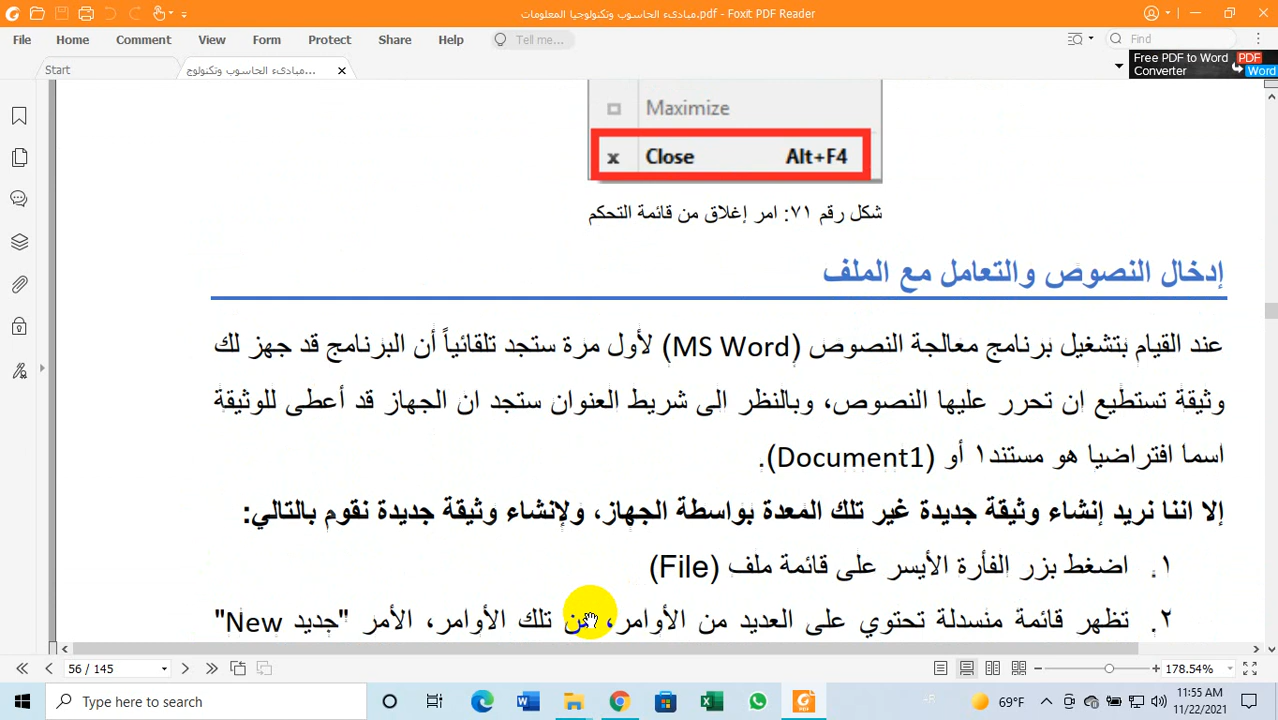 مبادىء الحاسوب وتكنولوجيا المعلومات.pdf - Foxit PDF Reader
File Home Comment View Form Protect Share Help Tell me... Find
Start مبادىء الحاسوب وتكنولوج...
Free PDF to Word Converter PDF Word
Maximize
x Close Alt+F4
شكل رقم ٧١: امر إغلاق من قائمة التحكم
إدخال النصوص والتعامل مع الملف
عند القيام بتشغيل برنامج معالجة النصوص (MS Word) لأول مرة ستجد تلقائياً أن البرنامج قد جهز لك
وثيقة تستطيع ان تحرر عليها النصوص، وبالنظر الى شريط العنوان ستجد ان الجهاز قد أعطى للوثيقة
اسما افتراضيا هو مستند١ أو (Document1).
إلا اننا نريد إنشاء وثيقة جديدة غير تلك المعدة بواسطة الجهاز، ولإنشاء وثيقة جديدة نقوم بالتالي:
١. اضغط بزر الفأرة الأيسر على قائمة ملف (File)
٢. تظهر قائمة منسدلة تحتوي على العديد من الأوامر، من تلك الأوامر، الأمر "جديد New"
56 / 145 178.54%
Type here to search 69°F 11:55 AM
11/22/2021